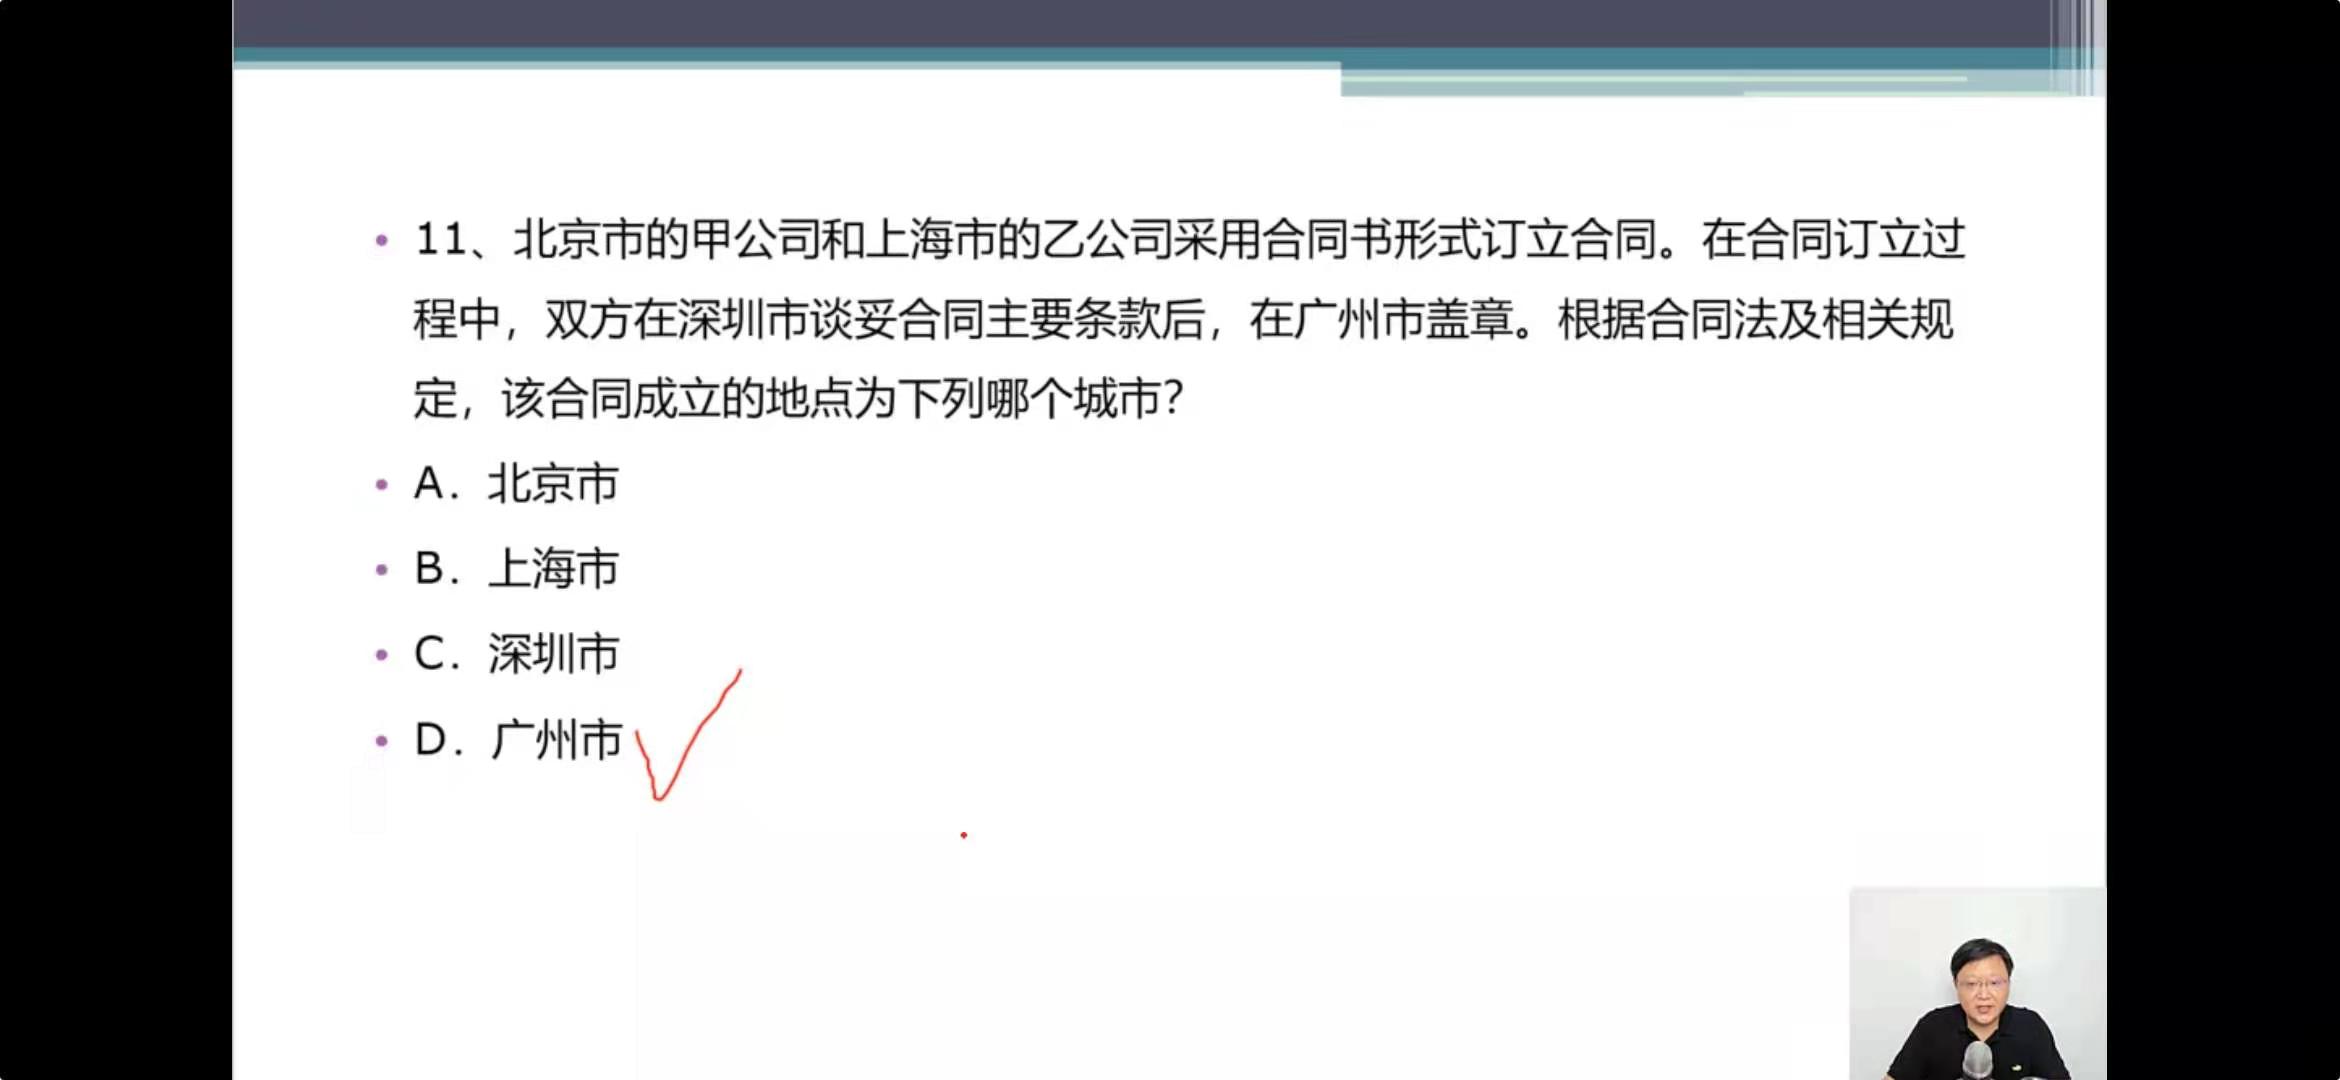 11、北京市的甲公司和上海市的乙公司采用合同书形式订立合同。在合同订立过
程中，双方在深圳市谈妥合同主要条款后，在广州市盖章。根据合同法及相关规
定，该合同成立的地点为下列哪个城市？
A．北京市
B．上海市
C．深圳市
D．广州市